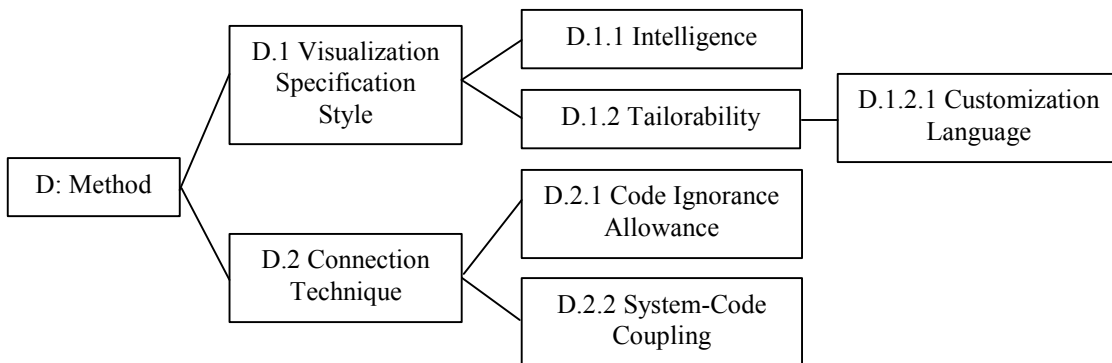 D: Method
D.1 Visualization
Specification
Style
D.1.1 Intelligence
D.1.2 Tailorability
D.1.2.1 Customization
Language
D.2 Connection
Technique
D.2.1 Code Ignorance
Allowance
D.2.2 System-Code
Coupling